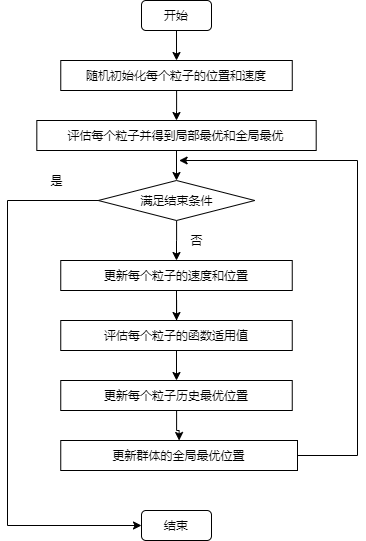 开始
随机初始化每个粒子的位置和速度
评估每个粒子并得到局部最优和全局最优
是
满足结束条件
否
更新每个粒子的速度和位置
评估每个粒子的函数适用值
更新每个粒子历史最优位置
更新群体的全局最优位置
结束